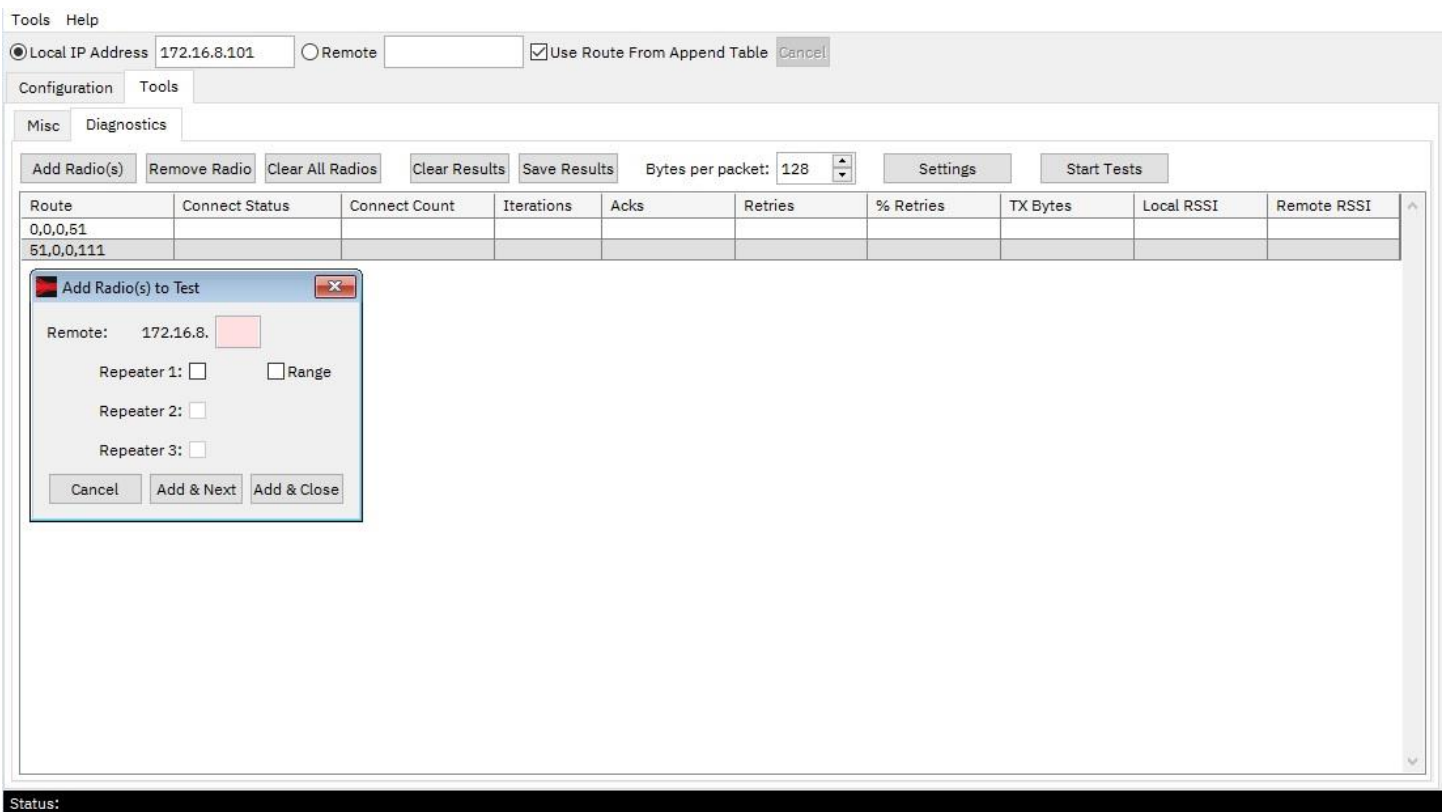 Tools Help
Local IP Address 172.16.8.101 Remote Use Route From Append Table Cancel
Configuration Tools
Misc Diagnostics
Add Radio(s) Remove Radio Clear All Radios Clear Results Save Results Bytes per packet: 128 Settings Start Tests
Route Connect Status Connect Count Iterations Acks Retries % Retries TX Bytes Local RSSI Remote RSSI
0,0,0,51
51,0,0,111
Add Radio(s) to Test
Remote: 172.16.8.
Repeater 1: Range
Repeater 2:
Repeater 3:
Cancel Add & Next Add & Close
Status: